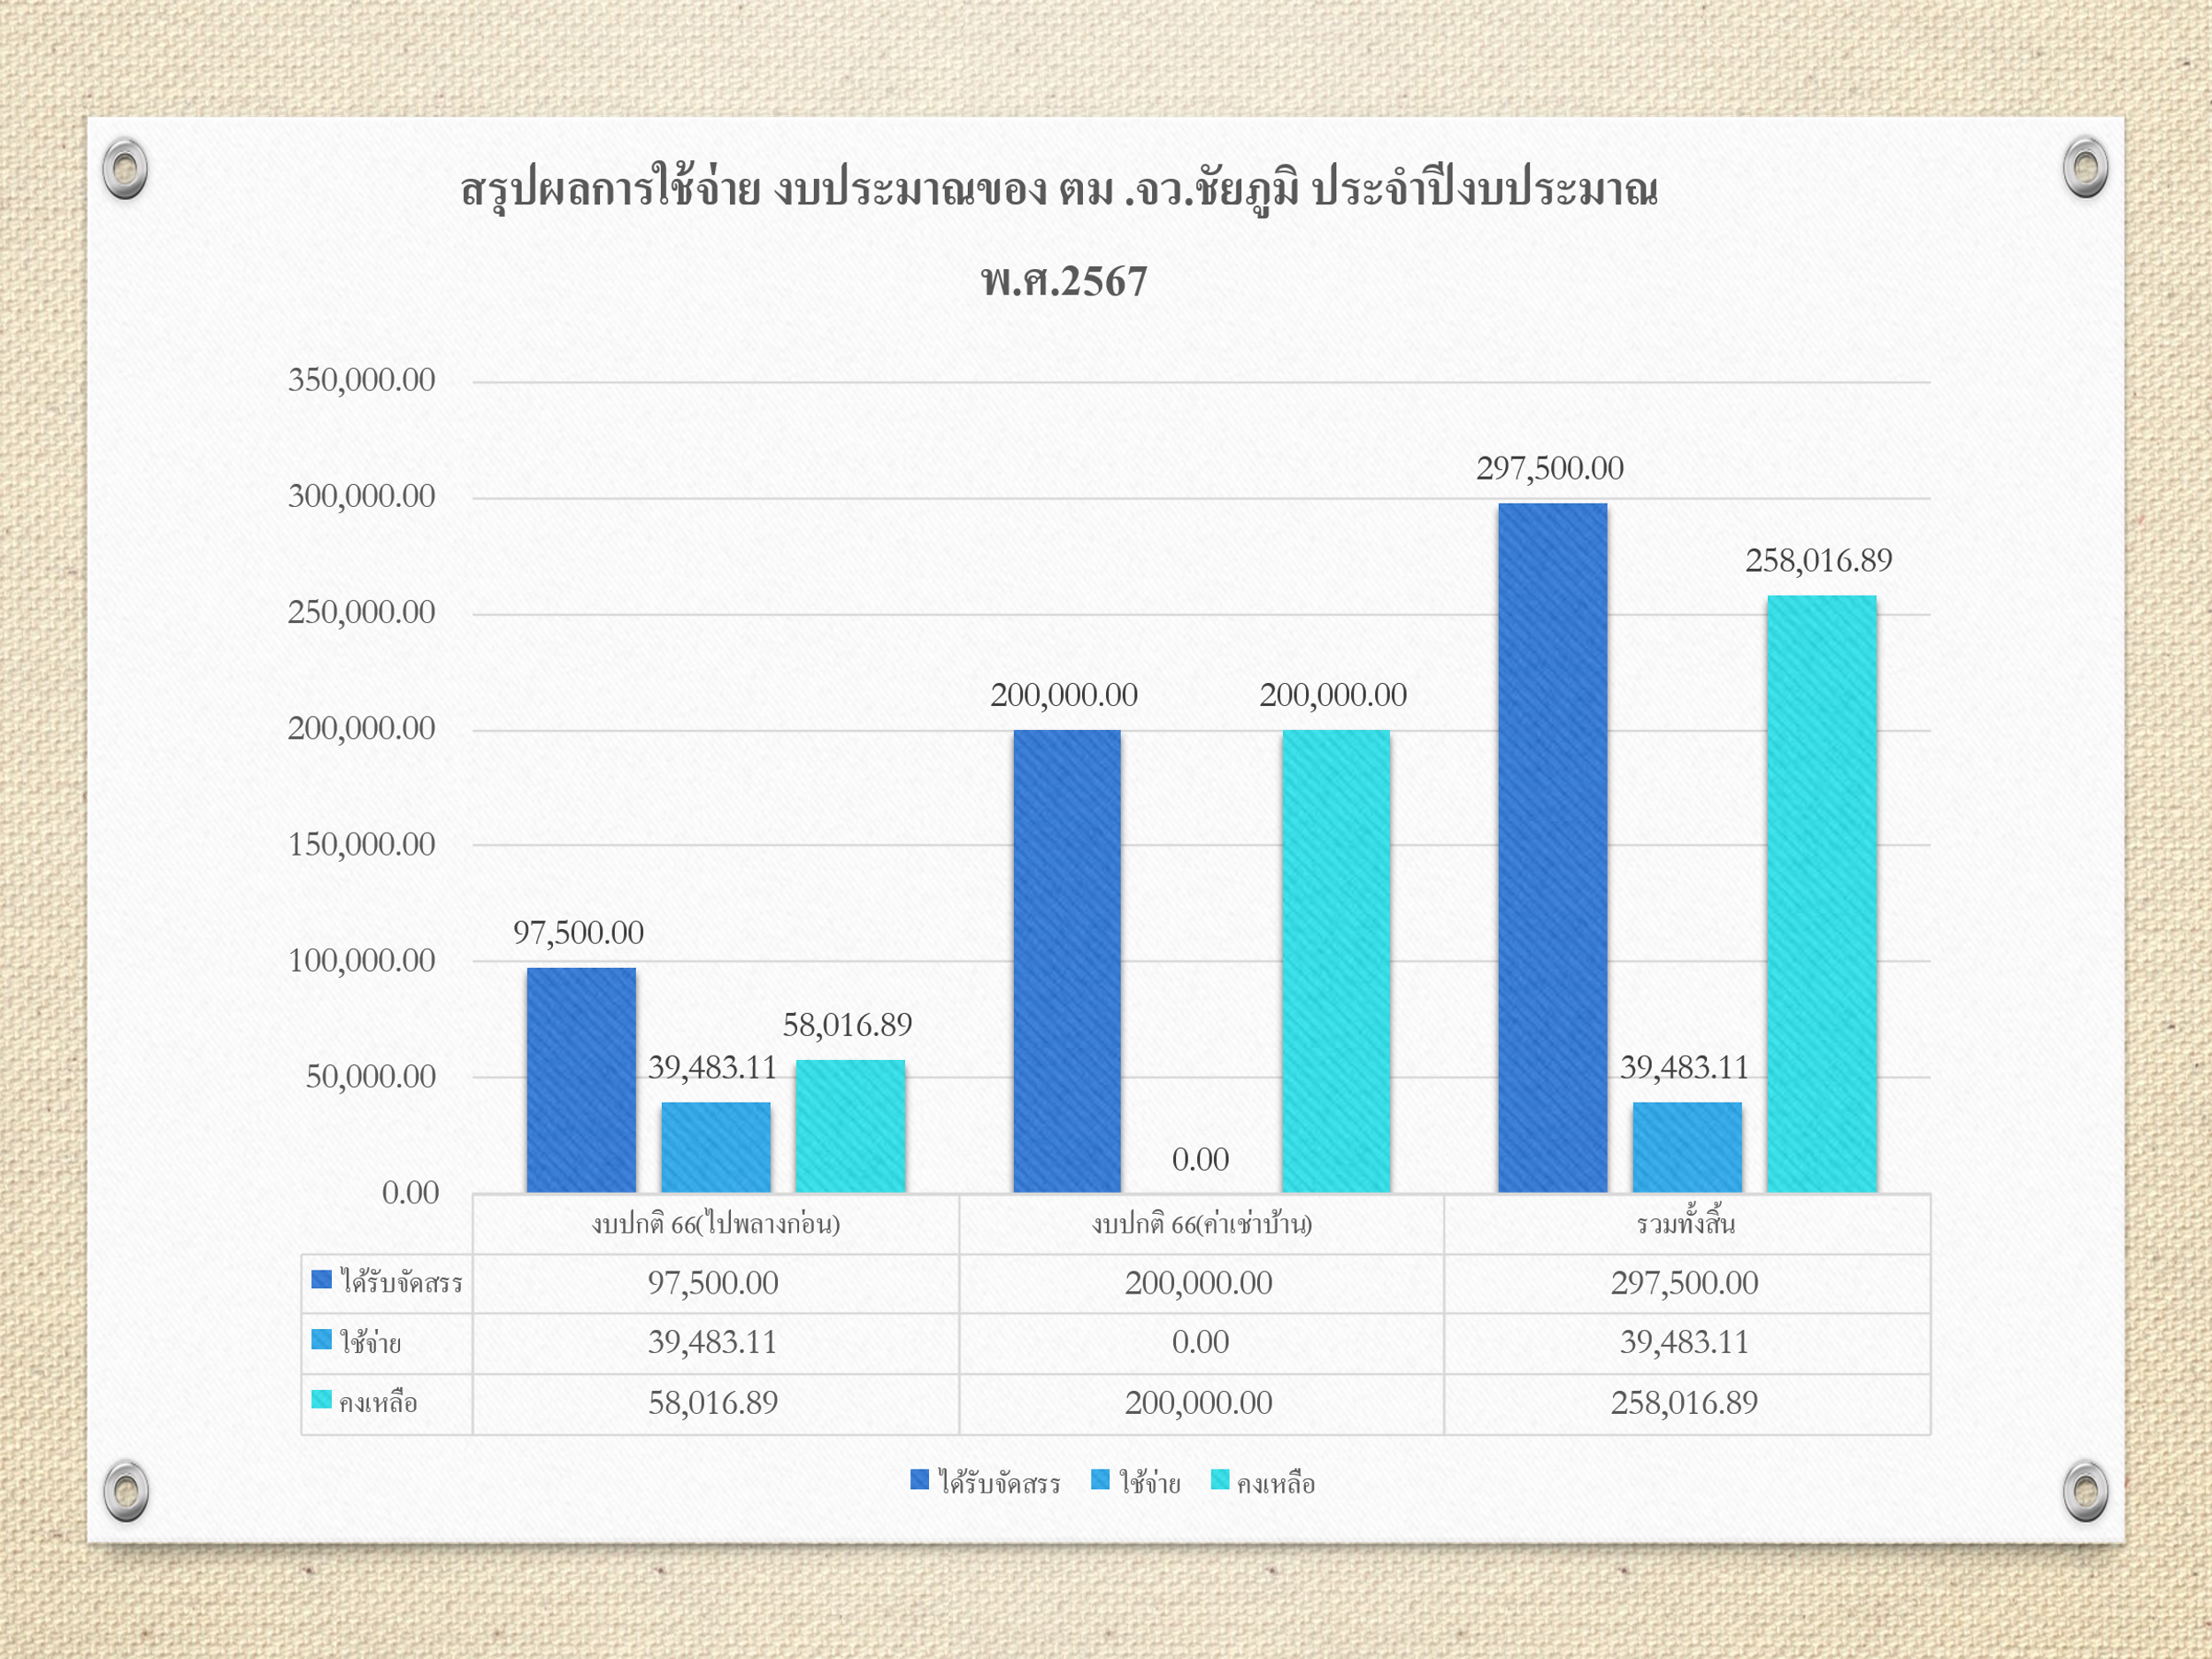 สรุปผลการใช้จ่าย งบประมาณของ ตม .จว.ชัยภูมิ ประจำปีงบประมาณ
พ.ศ.2567
350,000.00
300,000.00
250,000.00
200,000.00
150,000.00
100,000.00
50,000.00
0.00
97,500.00
39,483.11
58,016.89
200,000.00
0.00
200,000.00
297,500.00
39,483.11
258,016.89
งบปกติ 66(ไปพลางก่อน) งบปกติ 66(ค่าเช่าบ้าน) รวมทั้งสิ้น
ได้รับจัดสรร 97,500.00 200,000.00 297,500.00
ใช้จ่าย 39,483.11 0.00 39,483.11
คงเหลือ 58,016.89 200,000.00 258,016.89
ได้รับจัดสรร ใช้จ่าย คงเหลือ